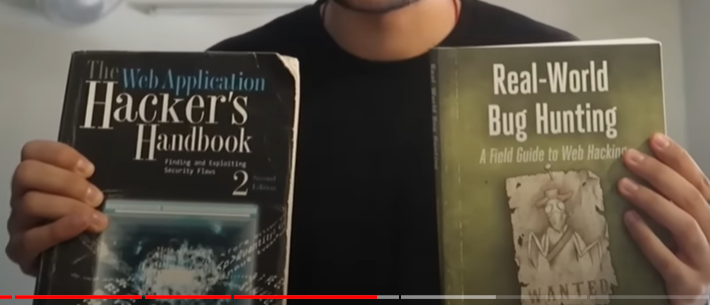 The Web Application
Hacker's
Handbook
Finding and Exploiting
Security Flaws
2 Second
Edition
Real-World
Bug Hunting
A Field Guide to Web Hacking
WANTED